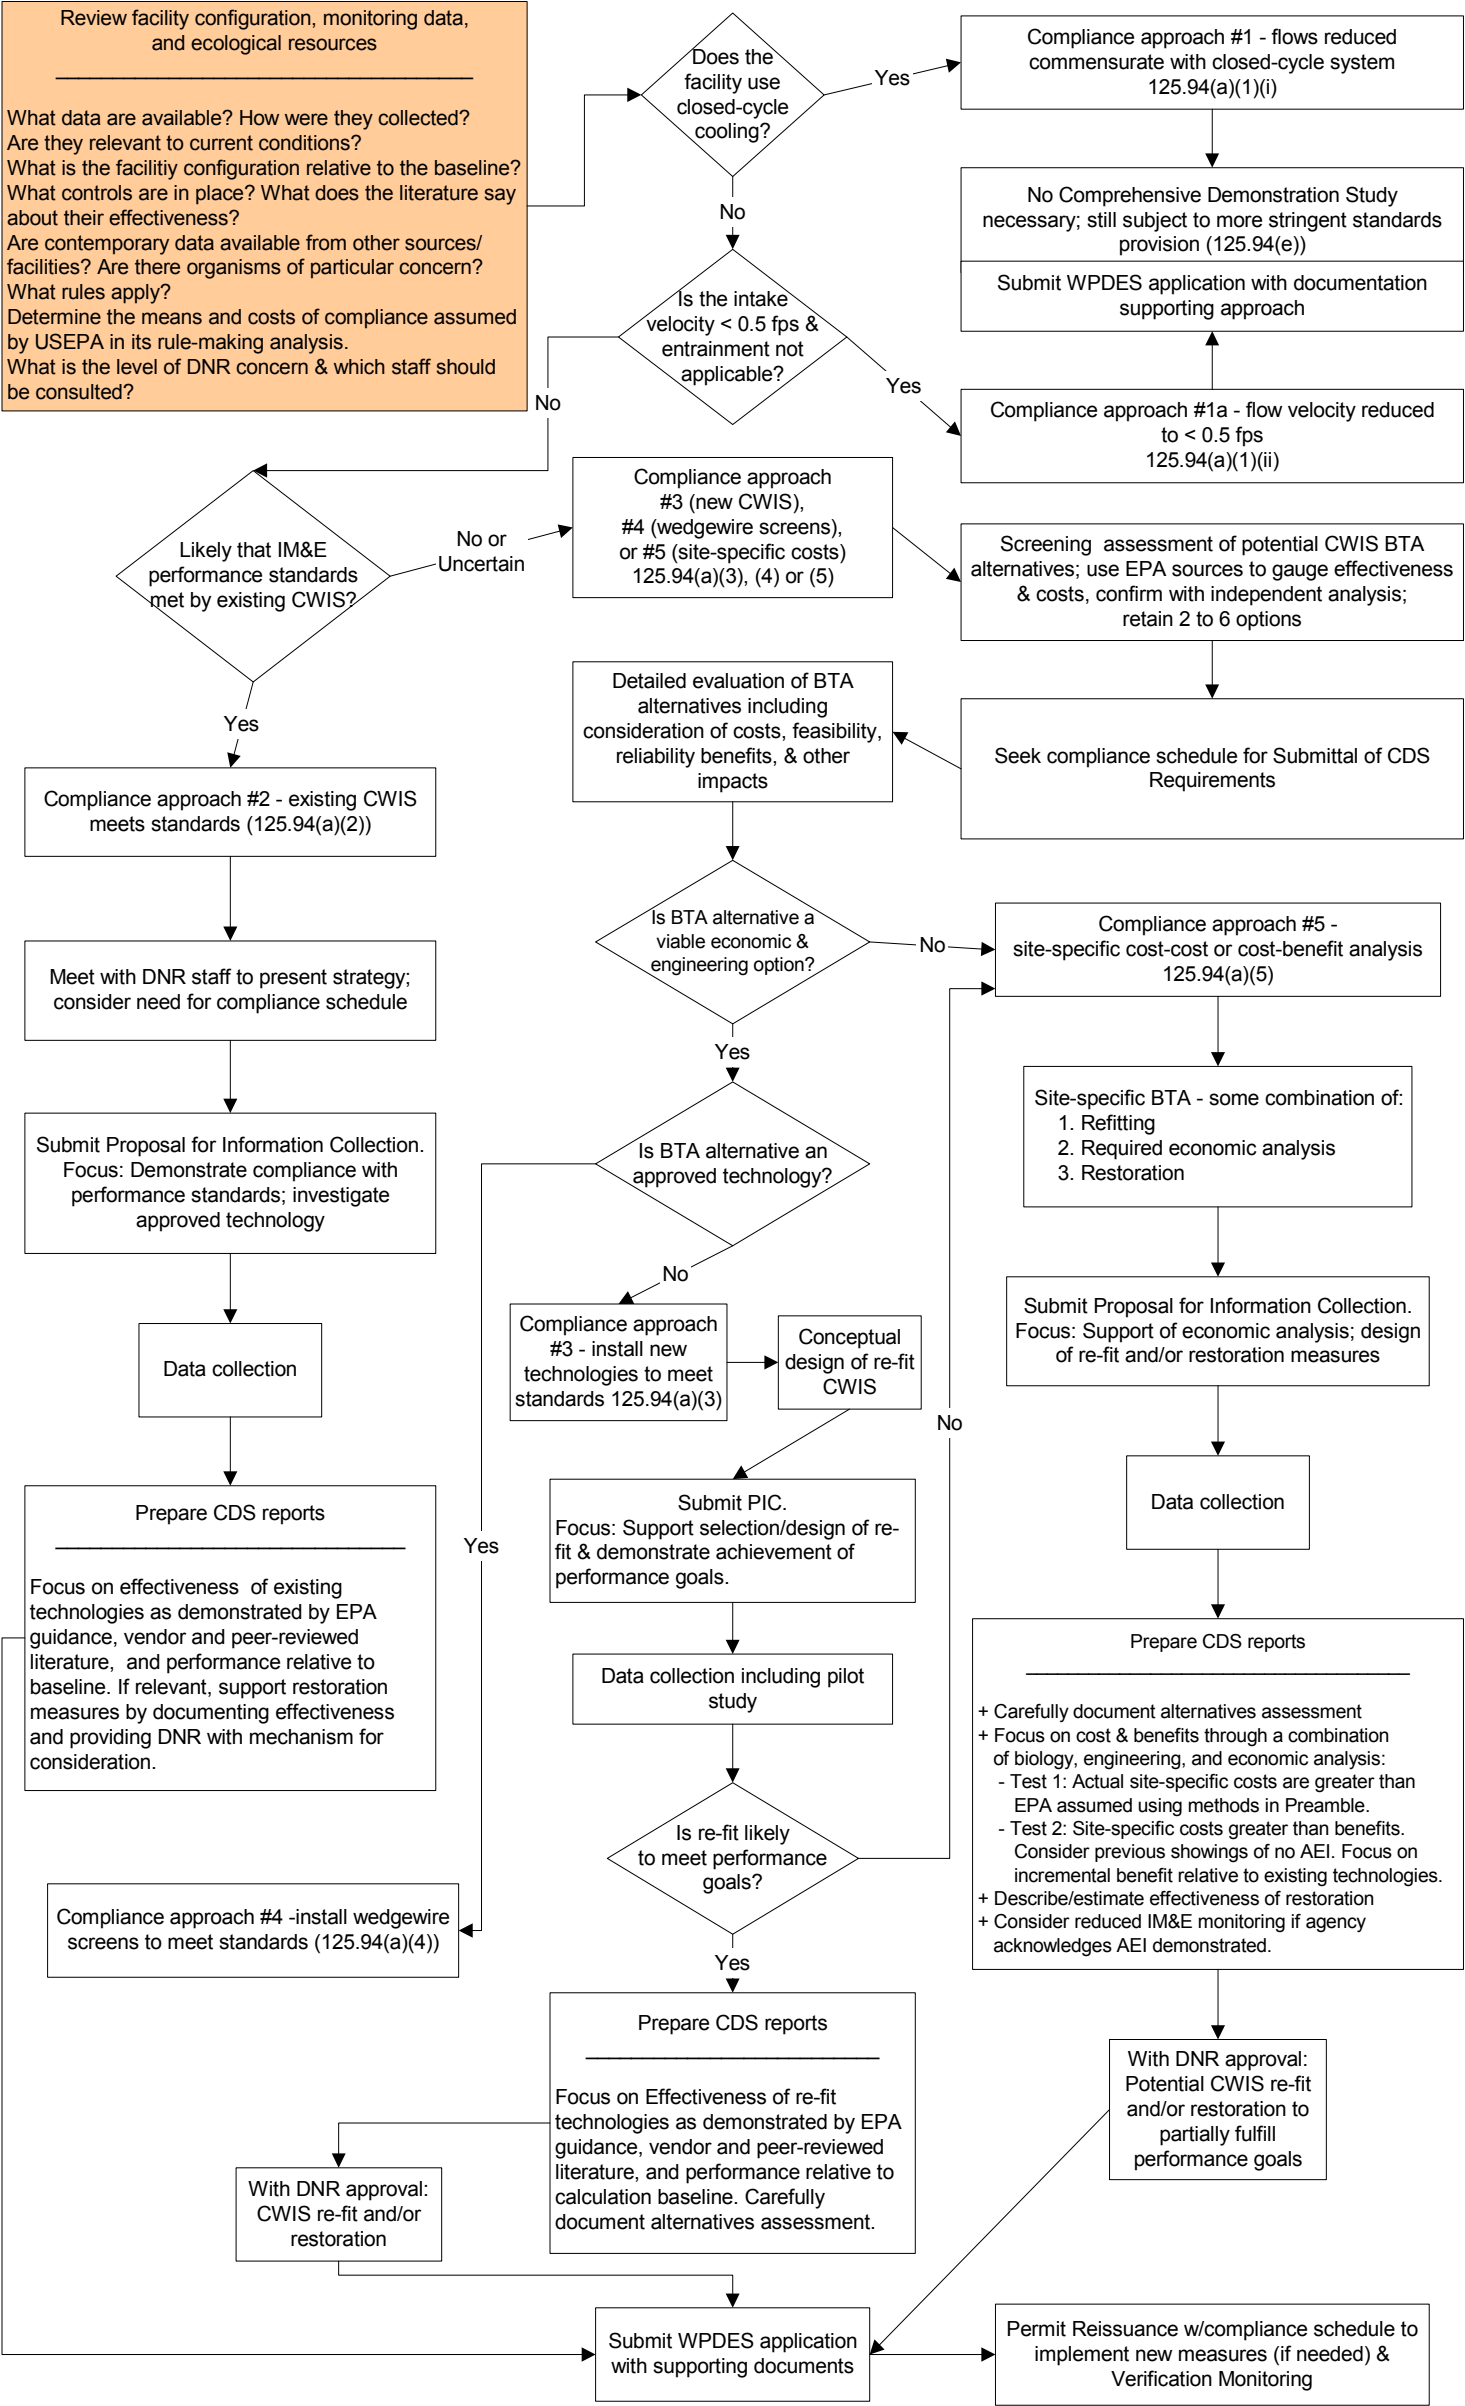 Review facility configuration, monitoring data,
and ecological resources
What data are available? How were they collected?
Are they relevant to current conditions?
What is the facilitiy configuration relative to the baseline?
What controls are in place? What does the literature say
about their effectiveness?
Are contemporary data available from other sources/
facilities? Are there organisms of particular concern?
What rules apply?
Determine the means and costs of compliance assumed
by USEPA in its rule-making analysis.
What is the level of DNR concern & which staff should
be consulted?
Does the
facility use
closed-cycle
cooling?
Yes
Compliance approach #1 - flows reduced
commensurate with closed-cycle system
125.94(a)(1)(i)
No
No Comprehensive Demonstration Study
necessary; still subject to more stringent standards
provision (125.94(e))
Submit WPDES application with documentation
supporting approach
Is the intake
velocity < 0.5 fps &
entrainment not
applicable?
Yes
No
Compliance approach #1a - flow velocity reduced
to < 0.5 fps
125.94(a)(1)(ii)
Likely that IM&E
performance standards
met by existing CWIS?
No or
Uncertain
Compliance approach
#3 (new CWIS),
#4 (wedgewire screens),
or #5 (site-specific costs)
125.94(a)(3), (4) or (5)
Screening  assessment of potential CWIS BTA
alternatives; use EPA sources to gauge effectiveness
& costs, confirm with independent analysis;
retain 2 to 6 options
Yes
Detailed evaluation of BTA
alternatives including
consideration of costs, feasibility,
reliability benefits, & other
impacts
Seek compliance schedule for Submittal of CDS
Requirements
Compliance approach #2 - existing CWIS
meets standards (125.94(a)(2))
Is BTA alternative a
viable economic &
engineering option?
No
Compliance approach #5 -
site-specific cost-cost or cost-benefit analysis
125.94(a)(5)
Meet with DNR staff to present strategy;
consider need for compliance schedule
Yes
Site-specific BTA - some combination of:
1. Refitting
2. Required economic analysis
3. Restoration
Submit Proposal for Information Collection.
Focus: Demonstrate compliance with
performance standards; investigate
approved technology
Is BTA alternative an
approved technology?
No
Compliance approach
#3 - install new
technologies to meet
standards 125.94(a)(3)
Conceptual
design of re-fit
CWIS
Submit Proposal for Information Collection.
Focus: Support of economic analysis; design
of re-fit and/or restoration measures
Data collection
No
Data collection
Prepare CDS reports
Focus on effectiveness  of existing
technologies as demonstrated by EPA
guidance, vendor and peer-reviewed
literature,  and performance relative to
baseline. If relevant, support restoration
measures by documenting effectiveness
and providing DNR with mechanism for
consideration.
Yes
Submit PIC.
Focus: Support selection/design of re-
fit & demonstrate achievement of
performance goals.
Data collection including pilot
study
Prepare CDS reports
+ Carefully document alternatives assessment
+ Focus on cost & benefits through a combination
of biology, engineering, and economic analysis:
- Test 1: Actual site-specific costs are greater than
EPA assumed using methods in Preamble.
- Test 2: Site-specific costs greater than benefits.
Consider previous showings of no AEI. Focus on
incremental benefit relative to existing technologies.
+ Describe/estimate effectiveness of restoration
+ Consider reduced IM&E monitoring if agency
acknowledges AEI demonstrated.
Is re-fit likely
to meet performance
goals?
Compliance approach #4 -install wedgewire
screens to meet standards (125.94(a)(4))
Yes
Prepare CDS reports
Focus on Effectiveness of re-fit
technologies as demonstrated by EPA
guidance, vendor and peer-reviewed
literature, and performance relative to
calculation baseline. Carefully
document alternatives assessment.
With DNR approval:
Potential CWIS re-fit
and/or restoration to
partially fulfill
performance goals
With DNR approval:
CWIS re-fit and/or
restoration
Submit WPDES application
with supporting documents
Permit Reissuance w/compliance schedule to
implement new measures (if needed) &
Verification Monitoring